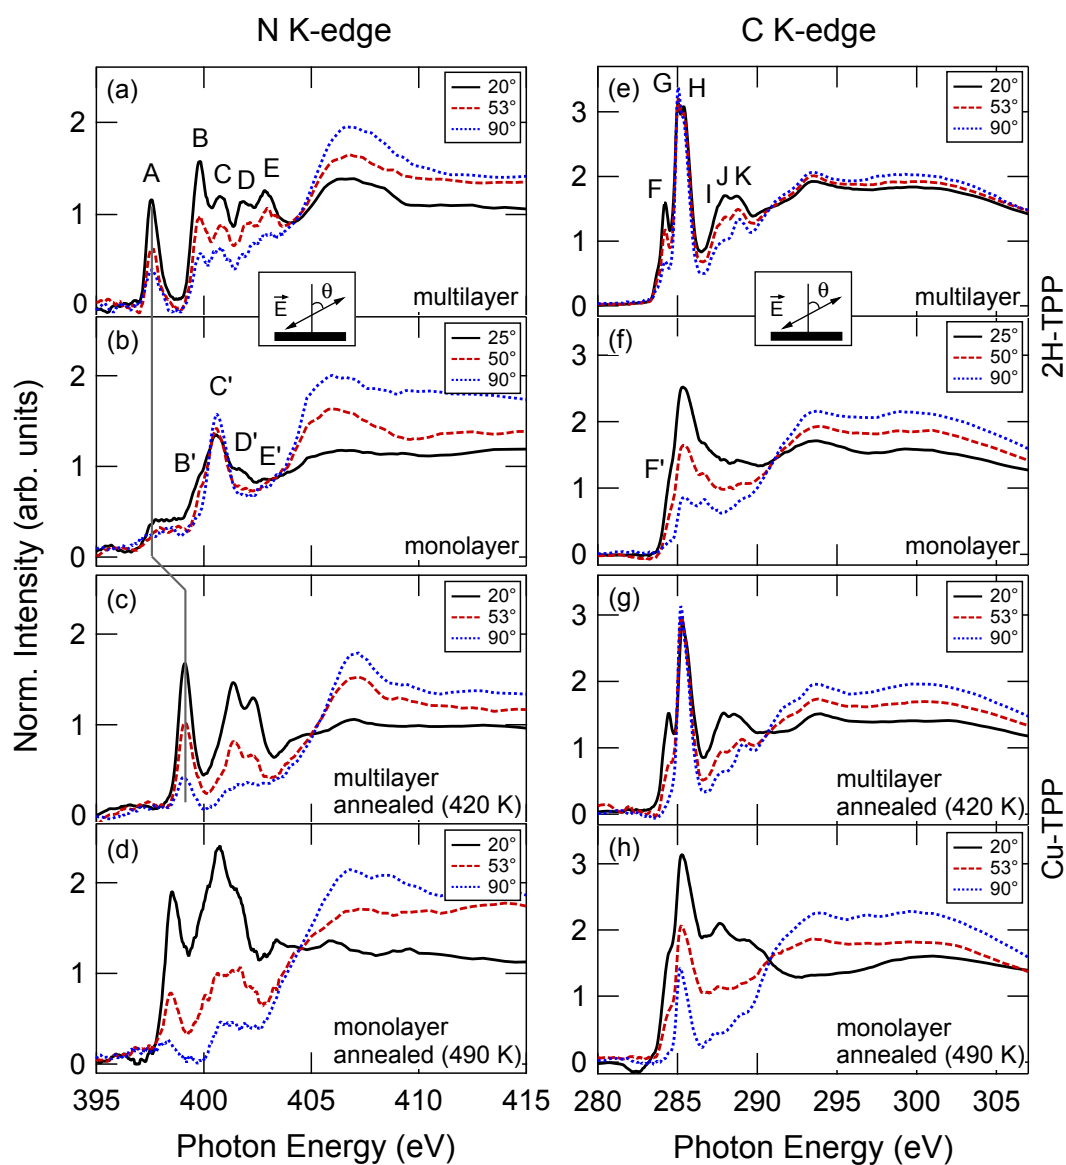 N K-edge
C K-edge
Norm. Intensity (arb. units)
(a)
20°
53°
90°
A
B
C
D
E
2
1
0
multilayer
θ
E
(b)
25°
50°
90°
B'
C'
D'
E'
2
1
0
monolayer
(c)
20°
53°
90°
2
1
0
multilayer
annealed (420 K)
(d)
20°
53°
90°
2
1
0
monolayer
annealed (490 K)
395
400
405
410
415
Photon Energy (eV)
(e)
20°
53°
90°
F
G
H
I
J
K
3
2
1
0
multilayer
θ
E
(f)
25°
50°
90°
F'
3
2
1
0
monolayer
2H-TPP
(g)
20°
53°
90°
3
2
1
0
multilayer
annealed (420 K)
(h)
20°
53°
90°
3
2
1
0
monolayer
annealed (490 K)
Cu-TPP
280
285
290
295
300
305
Photon Energy (eV)